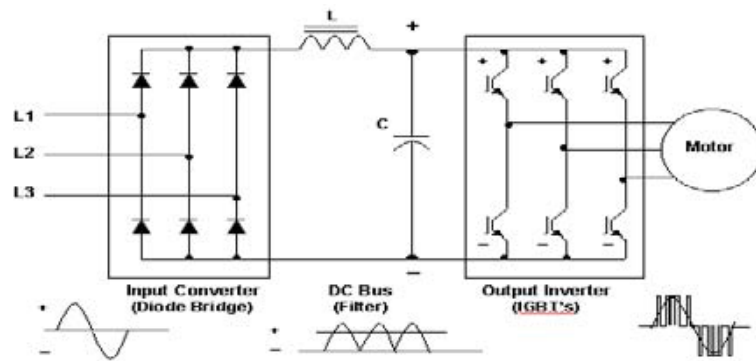 L
+
L1
L2
L3
C
+
+
+
Motor
−
−
−
−
Input Converter
(Diode Bridge)
DC Bus
(Filter)
Output Inverter
(IGBT's)
+
−
+
−